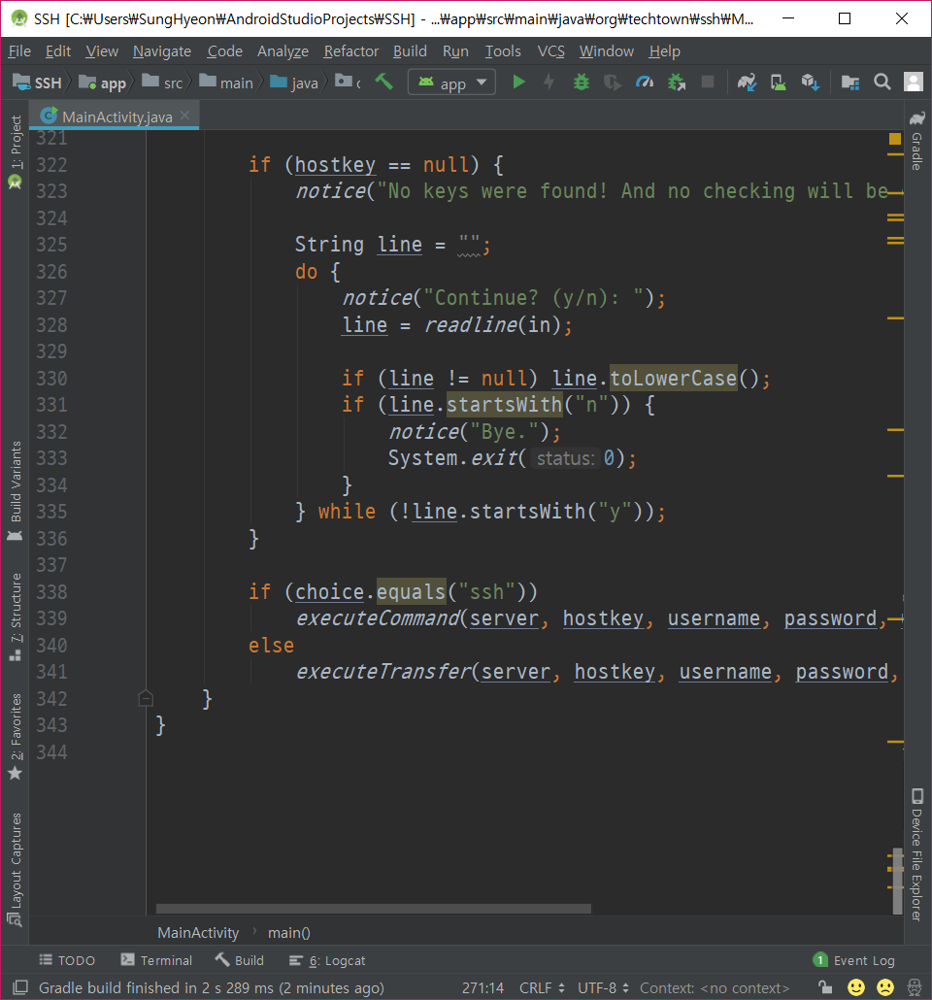 SSH [C:₩Users₩SungHyeon₩AndroidStudioProjects₩SSH] - ...₩app₩src₩main₩java₩org₩techtown₩ssh₩M...
File Edit View Navigate Code Analyze Refactor Build Run Tools VCS Window Help
SSH app src main java app
MainActivity.java
1: Project
Build Variants
7: Structure
2: Favorites
Layout Captures
321
322 if (hostkey == null) {
323 notice("No keys were found! And no checking will be
324
325 String line = "";
326 do {
327 notice("Continue? (y/n): ");
328 line = readline(in);
329
330 if (line != null) line.toLowerCase();
331 if (line.startsWith("n")) {
332 notice("Bye.");
333 System.exit( status: 0);
334 }
335 } while (!line.startsWith("y"));
336 }
337
338 if (choice.equals("ssh"))
339 executeCommand(server, hostkey, username, password,
340 else
341 executeTransfer(server, hostkey, username, password,
342 }
343 }
344
Gradle
Device File Explorer
MainActivity main()
TODO Terminal Build 6: Logcat 1 Event Log
Gradle build finished in 2 s 289 ms (2 minutes ago) 271:14 CRLF UTF-8 Context: <no context>